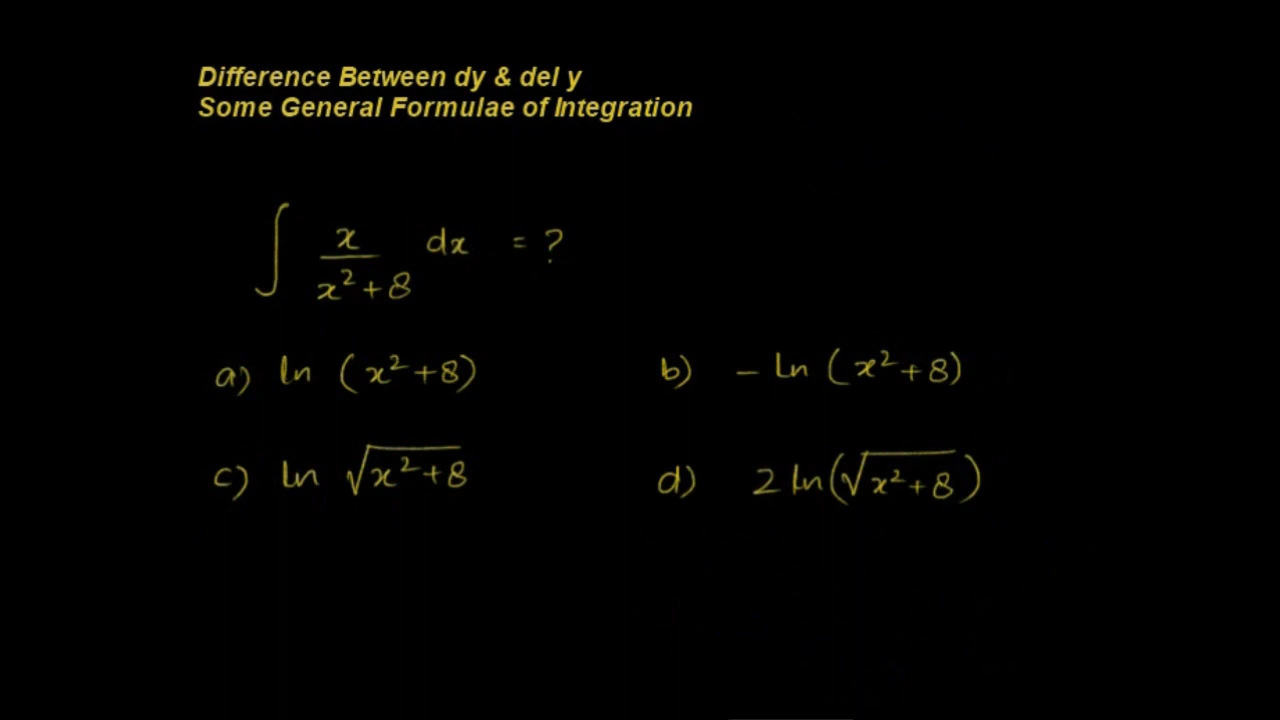 Difference Between dy & del y
Some General Formulae of Integration
∫ x/(x²+8) dx = ?
a) ln (x²+8)
b) – ln (x²+8)
c) ln √(x²+8)
d) 2 ln(√(x²+8))